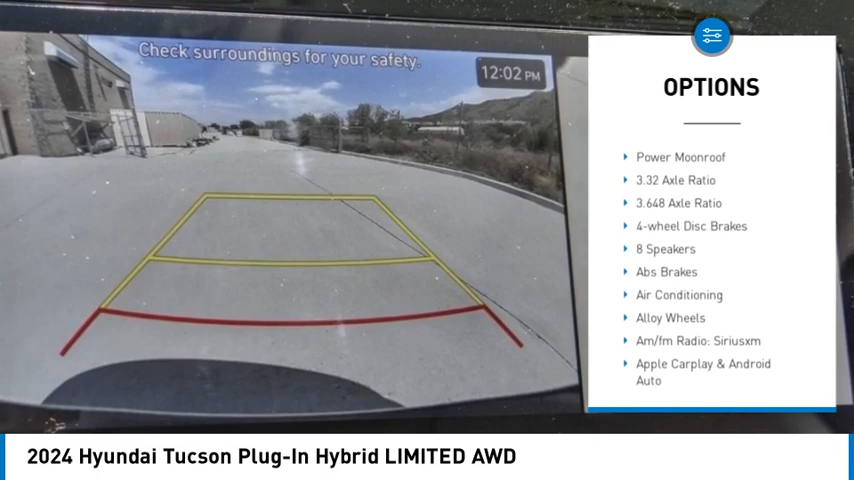 Check surroundings for your safety.
12:02 PM
OPTIONS
Power Moonroof
3.32 Axle Ratio
3.648 Axle Ratio
4-wheel Disc Brakes
8 Speakers
Abs Brakes
Air Conditioning
Alloy Wheels
Am/fm Radio: Siriusxm
Apple Carplay & Android
Auto
2024 Hyundai Tucson Plug-In Hybrid LIMITED AWD